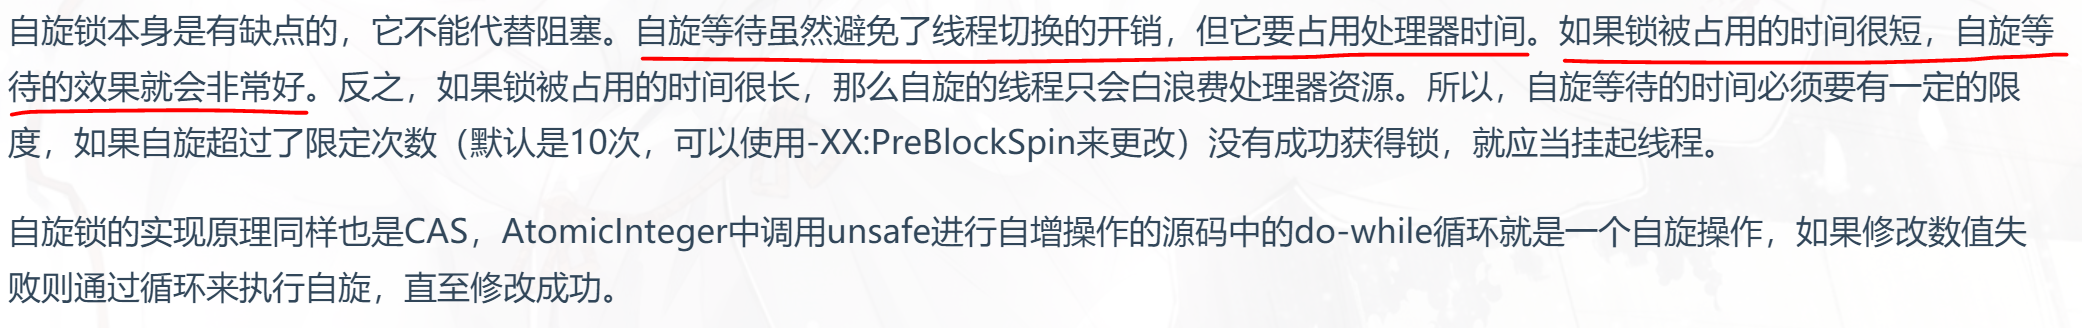 自旋锁本身是有缺点的，它不能代替阻塞。自旋等待虽然避免了线程切换的开销，但它要占用处理器时间。如果锁被占用的时间很短，自旋等
待的效果就会非常好。反之，如果锁被占用的时间很长，那么自旋的线程只会白浪费处理器资源。所以，自旋等待的时间必须要有一定的限
度，如果自旋超过了限定次数（默认是10次，可以使用-XX:PreBlockSpin来更改）没有成功获得锁，就应当挂起线程。
自旋锁的实现原理同样也是CAS，AtomicInteger中调用unsafe进行自增操作的源码中的do-while循环就是一个自旋操作，如果修改数值失
败则通过循环来执行自旋，直至修改成功。